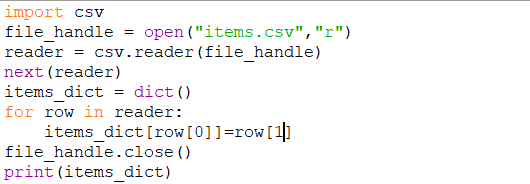 import csv
file_handle = open("items.csv","r")
reader = csv.reader(file_handle)
next(reader)
items_dict = dict()
for row in reader:
    items_dict[row[0]]=row[1]
file_handle.close()
print(items_dict)